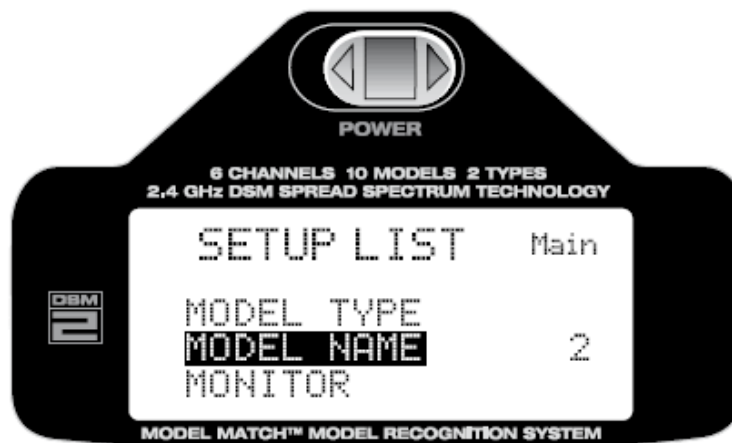 POWER
6 CHANNELS 10 MODELS 2 TYPES
2.4 GHz DSM SPREAD SPECTRUM TECHNOLOGY
SETUP LIST Main
DSM
2
MODEL TYPE
MODEL NAME 2
MONITOR
MODEL MATCH™ MODEL RECOGNITION SYSTEM